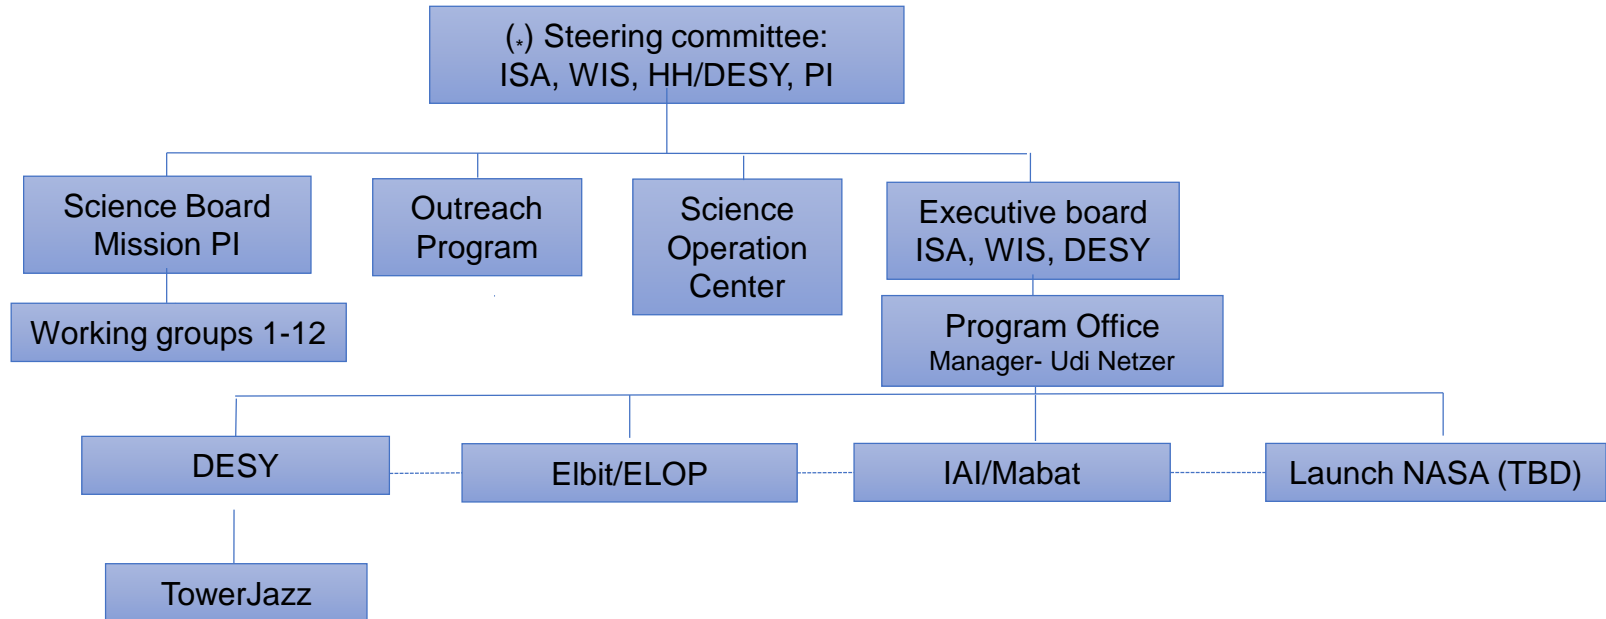 (*) Steering committee:
ISA, WIS, HH/DESY, PI
Science Board
Mission PI
Outreach
Program
Science
Operation
Center
Executive board
ISA, WIS, DESY
Working groups 1-12
Program Office
Manager- Udi Netzer
DESY
Elbit/ELOP
IAI/Mabat
Launch NASA (TBD)
TowerJazz